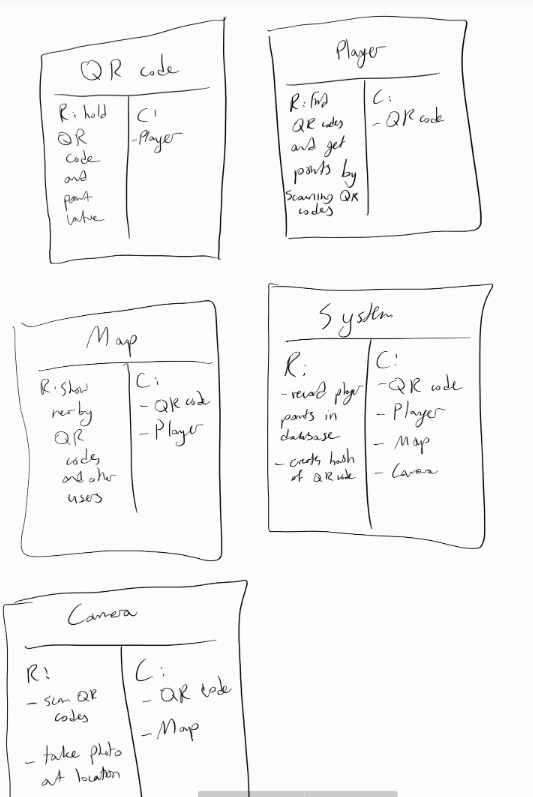 QR code
R: hold
QR
code
and
point
value
C:
- Player
Player
R: find
QR codes
and get
points by
scanning QR
codes
C:
- QR code
Map
R: show
nearby
QR
codes
and other
users
C:
- QR code
- Player
System
R:
- record player
points in
database
- create hash
of QR code
C:
- QR code
- Player
- Map
- Camera
Camera
R:
- scan QR
codes
- take photo
at location
C:
- QR code
- Map